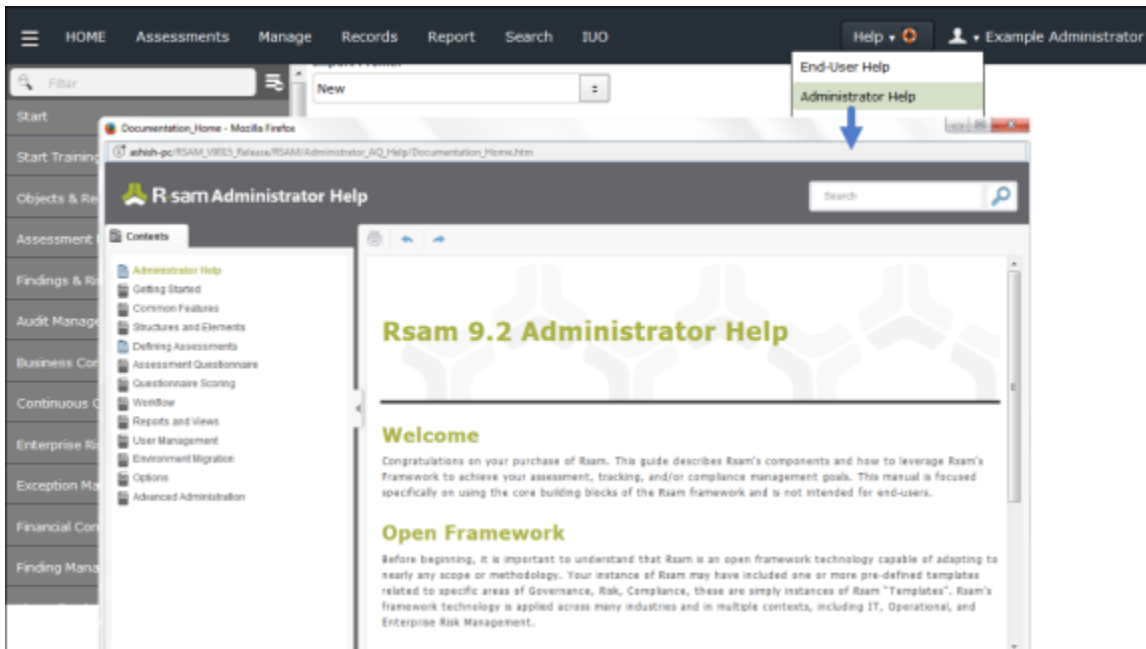 HOME Assessments Manage Records Report Search IUO Help Example Administrator
End-User Help
Administrator Help
Filter
New
Start
Start Training
Objects & Re
Assessment
Findings & Ri
Audit Manage
Business Con
Continuous C
Enterprise Ris
Exception Ma
Financial Con
Finding Mana
Documentation_Home - Mozilla Firefox
ashish-pc/RSAM_V9015_Release/RSAM/Administrator_AQ_Help/Documentation_Home.htm
Rsam Administrator Help
Search
Contents
Administrator Help
Getting Started
Common Features
Structures and Elements
Defining Assessments
Assessment Questionnaire
Questionnaire Scoring
Workflow
Reports and Views
User Management
Environment Migration
Options
Advanced Administration
Rsam 9.2 Administrator Help
Welcome
Congratulations on your purchase of Rsam. This guide describes Rsam's components and how to leverage Rsam's
Framework to achieve your assessment, tracking, and/or compliance management goals. This manual is focused
specifically on using the core building blocks of the Rsam framework and is not intended for end-users.
Open Framework
Before beginning, it is important to understand that Rsam is an open framework technology capable of adapting to
nearly any scope or methodology. Your instance of Rsam may have included one or more pre-defined templates
related to specific areas of Governance, Risk, Compliance, these are simply instances of Rsam "Templates". Rsam's
framework technology is applied across many industries and in multiple contexts, including IT, Operational, and
Enterprise Risk Management.